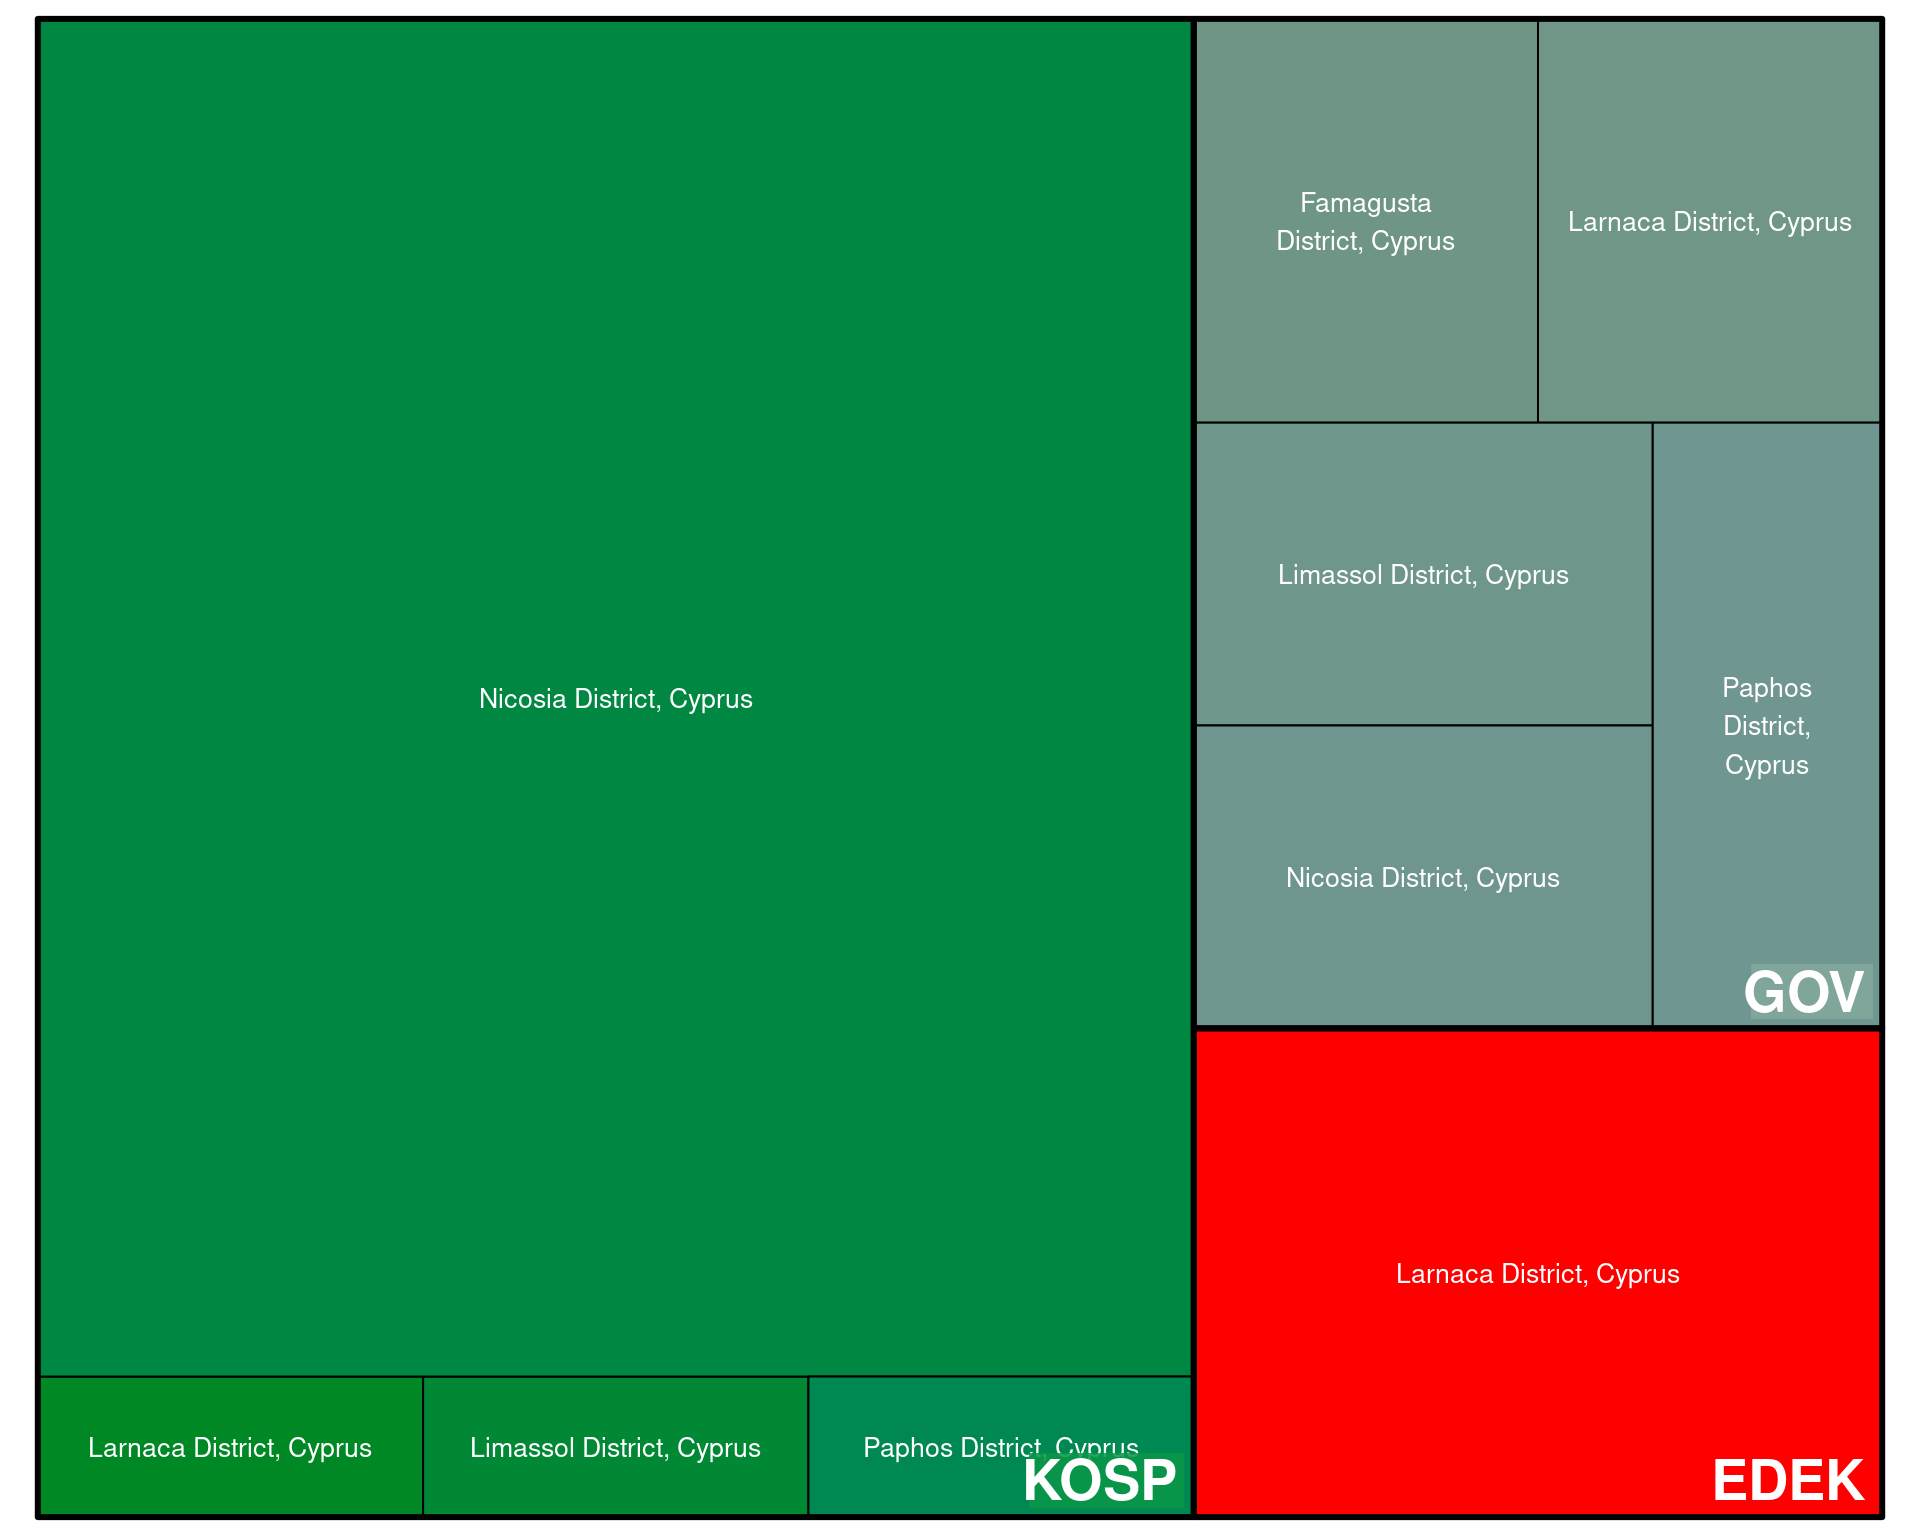 Nicosia District, Cyprus
Larnaca District, Cyprus
Limassol District, Cyprus
Paphos District, Cyprus
KOSP
Famagusta
District, Cyprus
Larnaca District, Cyprus
Limassol District, Cyprus
Nicosia District, Cyprus
Paphos
District,
Cyprus
GOV
Larnaca District, Cyprus
EDEK